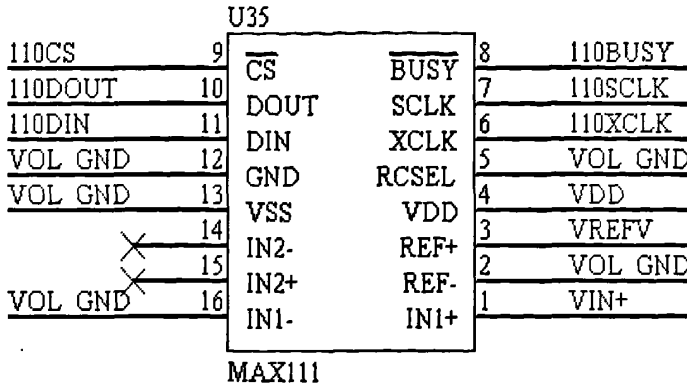 U35
110CS 9 CS BUSY 8 110BUSY
110DOUT 10 DOUT SCLK 7 110SCLK
110DIN 11 DIN XCLK 6 110XCLK
VOL GND 12 GND RCSEL 5 VOL GND
VOL GND 13 VSS VDD 4 VDD
14 IN2- REF+ 3 VREFV
15 IN2+ REF- 2 VOL GND
VOL GND 16 IN1- IN1+ 1 VIN+
MAX111